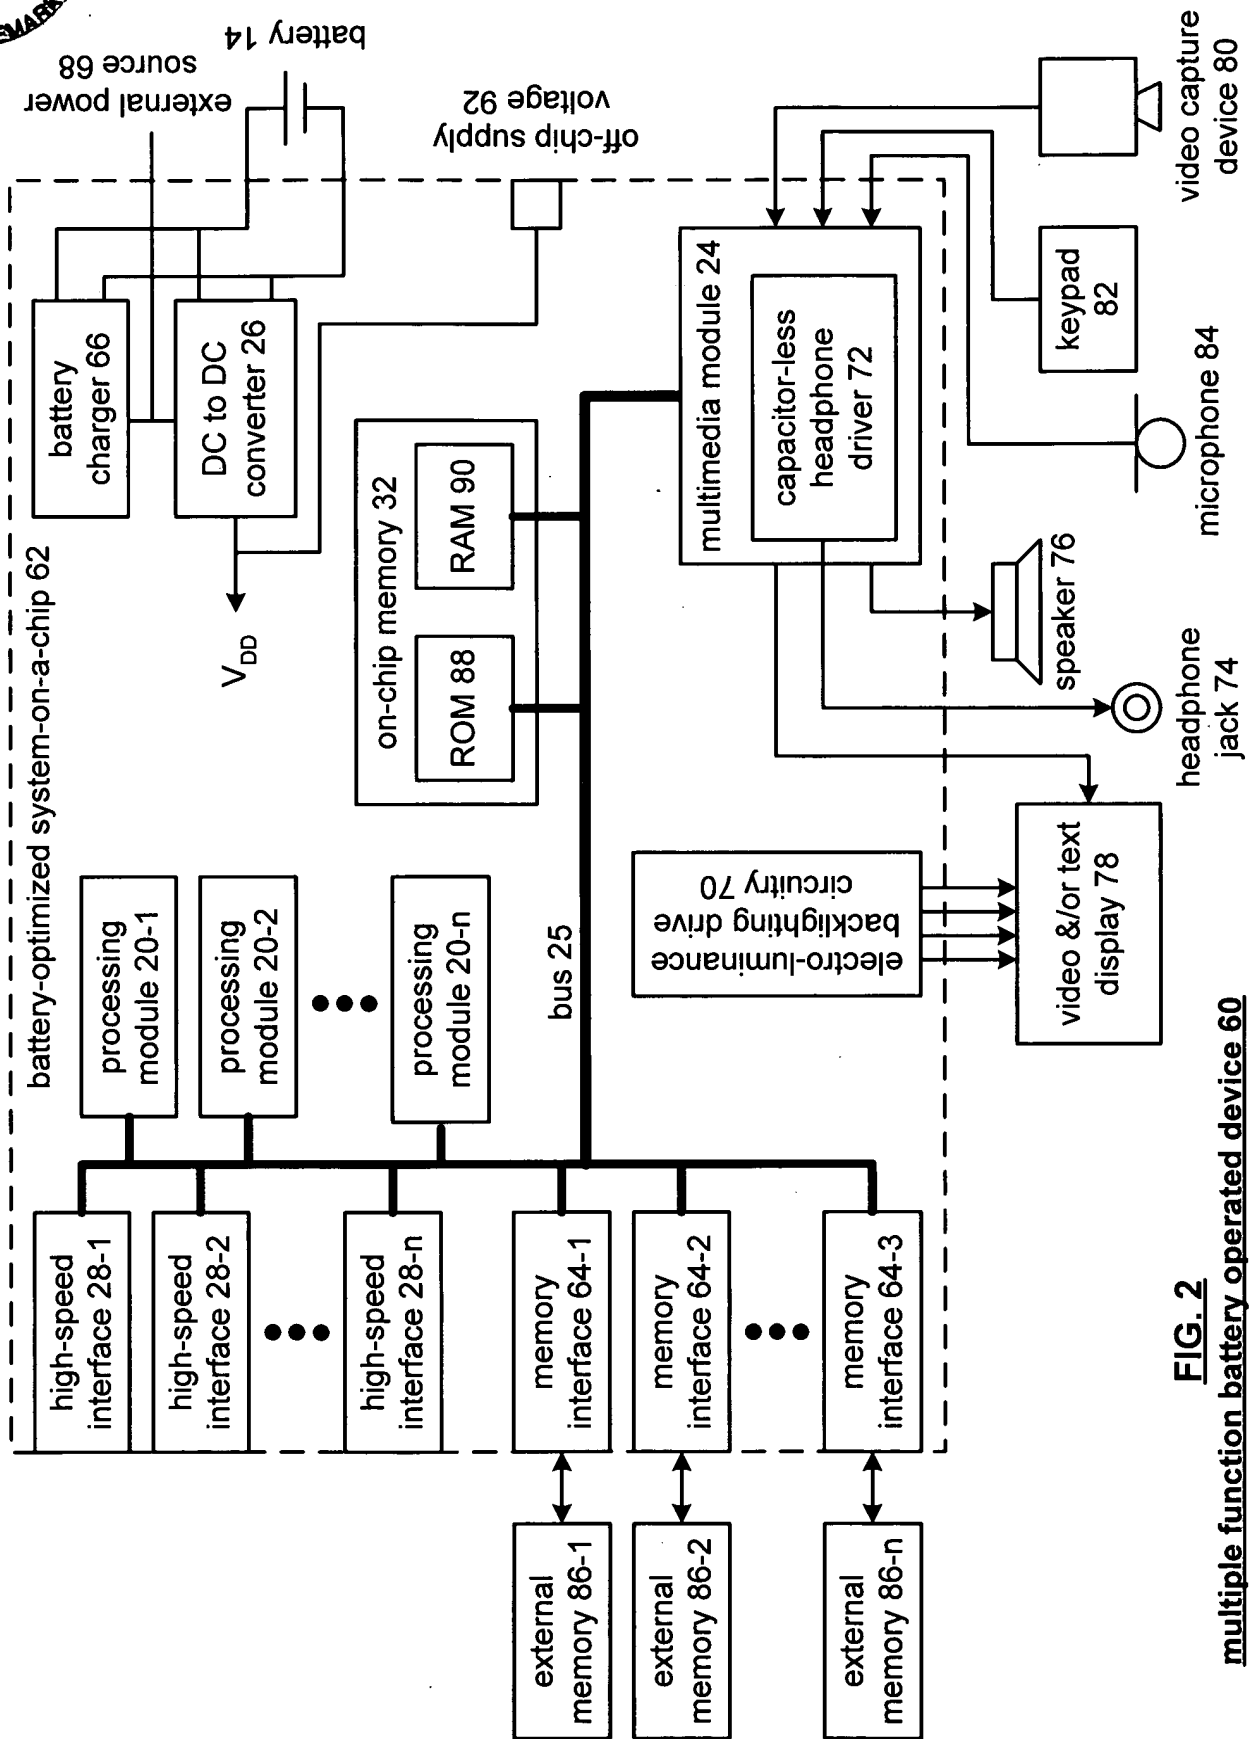 EMARK
battery-optimized system-on-a-chip 62
high-speed
interface 28-1
high-speed
interface 28-2
high-speed
interface 28-n
memory
interface 64-1
memory
interface 64-2
memory
interface 64-3
external
memory 86-1
external
memory 86-2
external
memory 86-n
processing
module 20-1
processing
module 20-2
processing
module 20-n
bus 25
battery
charger 66
DC to DC
converter 26
VDD
external power
source 68
battery 14
off-chip supply
voltage 92
on-chip memory 32
ROM 88
RAM 90
electro-luminance
backlighting drive
circuitry 70
multimedia module 24
capacitor-less
headphone
driver 72
video &/or text
display 78
headphone
jack 74
speaker 76
microphone 84
keypad
82
video capture
device 80
FIG. 2
multiple function battery operated device 60